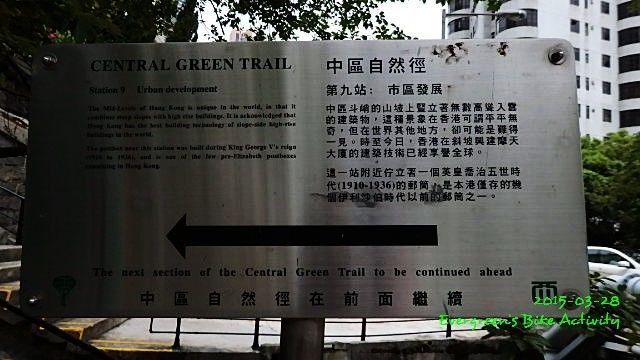 CENTRAL GREEN TRAIL
Station 9 Urban development
The Mid-Levels of Hong Kong is unique in the world, in that it
combines steep slopes with high rise buildings. It is acknowledged that
Hong Kong has the best building technology of slope-side high-rise
buildings in the world.
The postbox near this station was built during King George V's reign
(1910 to 1936), and is one of the few pre-Elizabeth postboxes
remaining in Hong Kong.
中區自然徑
第九站: 市區發展
中區斗峭的山坡上豎立著無數高聳入雲
的建築物,這種景象在香港可謂平平無
奇,但在世界其他地方,卻可能是難得
一見。時至今日,香港在斜坡興建摩天
大廈的建築技術已經享譽全球。
這一站附近佇立著一個英皇喬治五世時
代(1910-1936)的郵筒,是本港僅存的幾
個伊利沙伯時代以前的郵筒之一。
The next section of the Central Green Trail to be continued ahead
中區自然徑在前面繼續
2015-03-28
Evergreen's Bike Activity